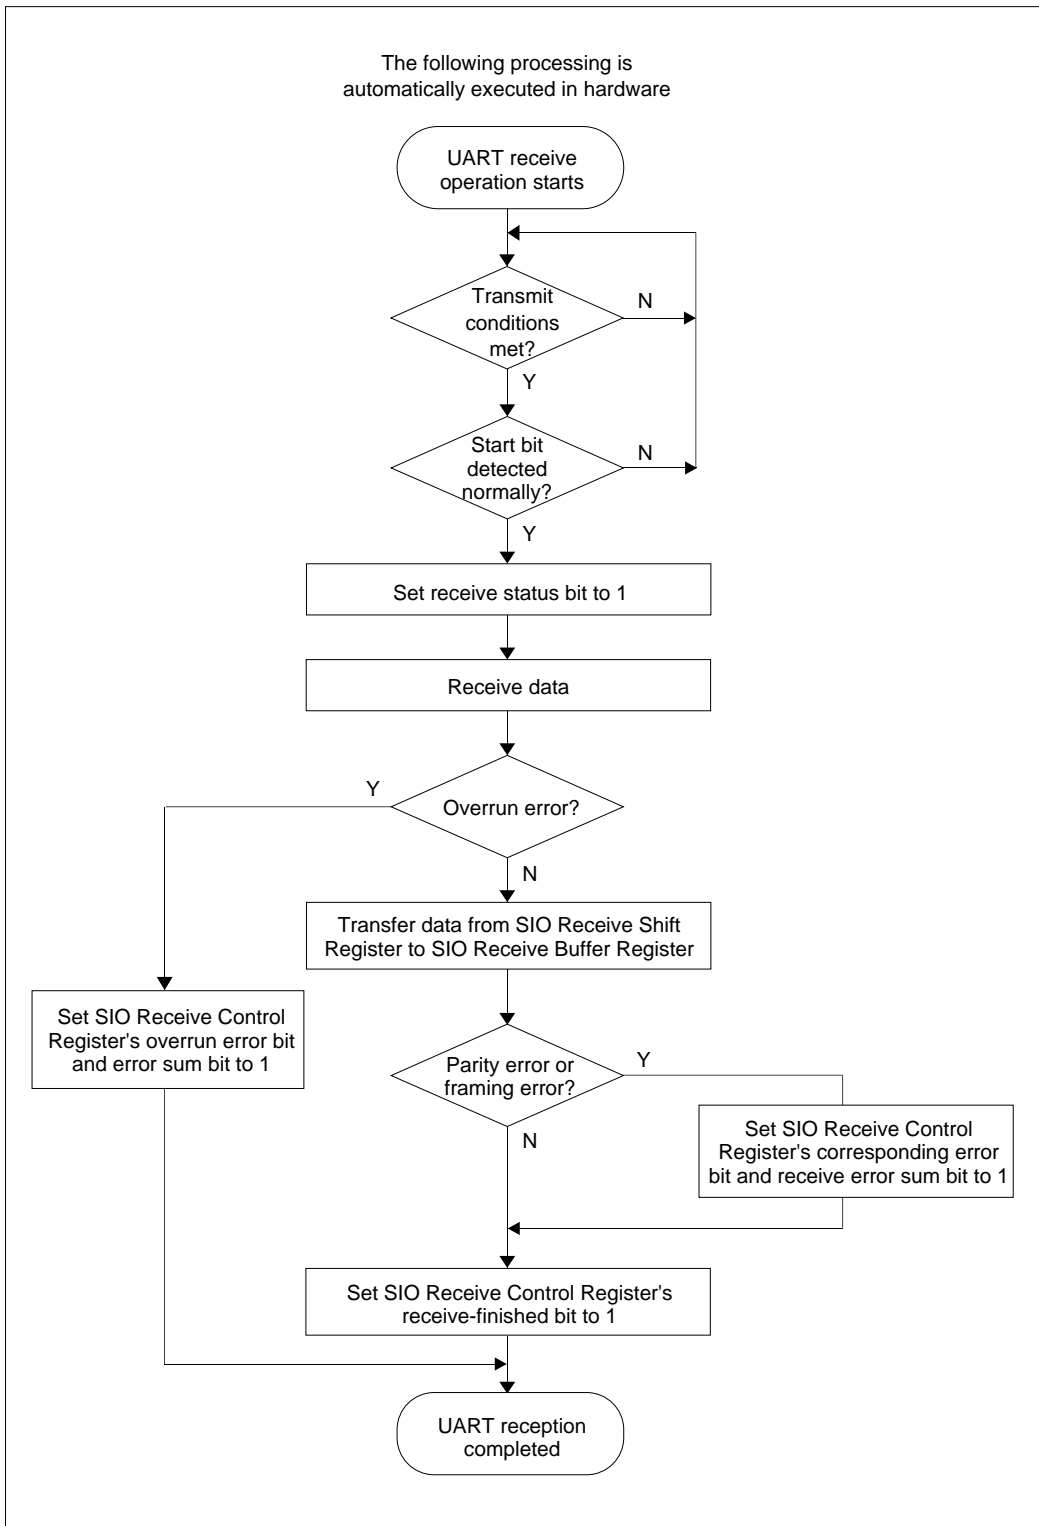 The following processing is
automatically executed in hardware
UART receive
operation starts
Transmit
conditions
met?
N
Y
Start bit
detected
normally?
N
Y
Set receive status bit to 1
Receive data
Y
Overrun error?
N
Transfer data from SIO Receive Shift
Register to SIO Receive Buffer Register
Set SIO Receive Control
Register's overrun error bit
and error sum bit to 1
Parity error or
framing error?
Y
N
Set SIO Receive Control
Register's corresponding error
bit and receive error sum bit to 1
Set SIO Receive Control Register's
receive-finished bit to 1
UART reception
completed